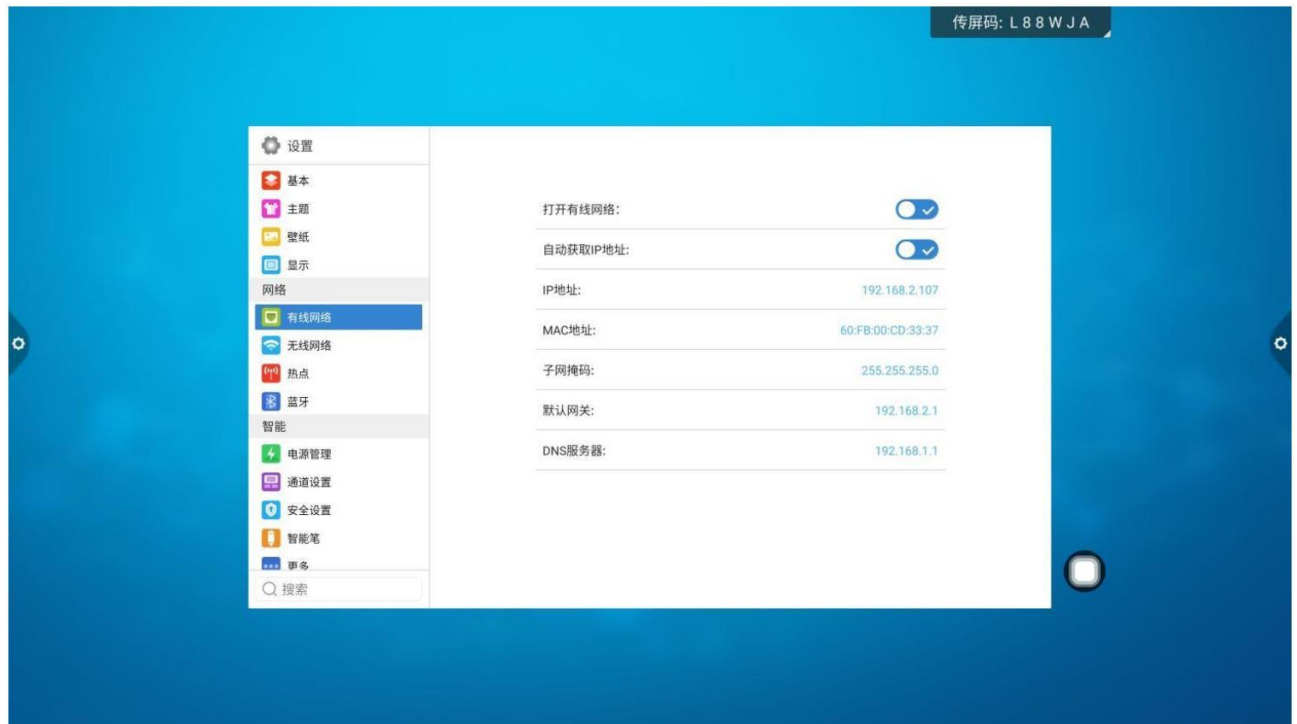 传屏码: L88WJA
设置
基本
主题
壁纸
显示
网络
有线网络
无线网络
热点
蓝牙
智能
电源管理
通道设置
安全设置
智能笔
更多
搜索
打开有线网络:
自动获取IP地址:
IP地址: 192.168.2.107
MAC地址: 60:FB:00:CD:33:37
子网掩码: 255.255.255.0
默认网关: 192.168.2.1
DNS服务器: 192.168.1.1